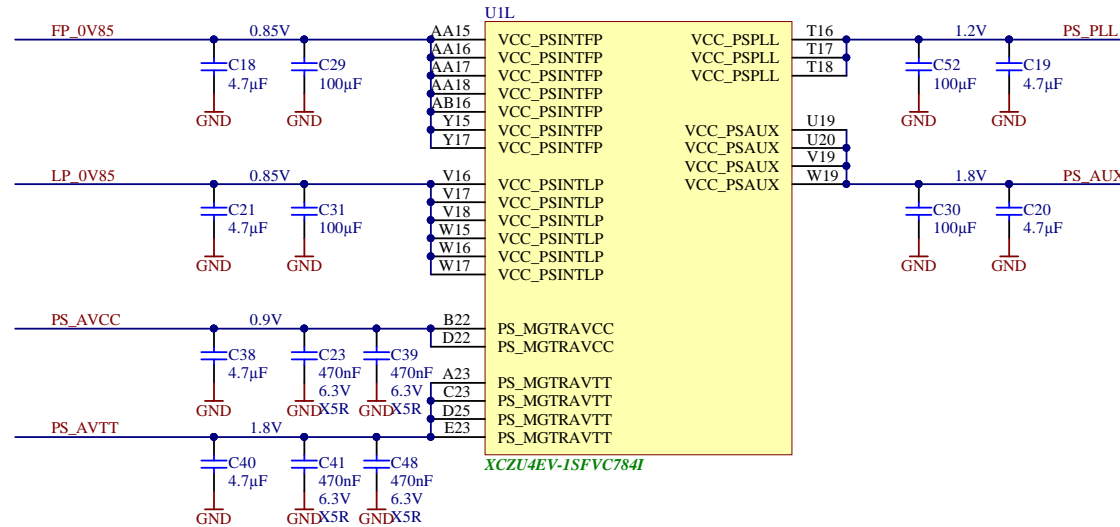 U1L
FP_0V85 0.85V AA15 VCC_PSINTFP VCC_PSPLL T16 1.2V PS_PLL
AA16 VCC_PSINTFP VCC_PSPLL T17
C18 C29 AA17 VCC_PSINTFP VCC_PSPLL T18 C52 C19
4.7µF 100µF AA18 VCC_PSINTFP 100µF 4.7µF
AB16 VCC_PSINTFP
GND GND Y15 VCC_PSINTFP VCC_PSAUX U19 GND GND
Y17 VCC_PSINTFP VCC_PSAUX U20
VCC_PSAUX V19
LP_0V85 0.85V V16 VCC_PSINTLP VCC_PSAUX W19 1.8V PS_AUX
V17 VCC_PSINTLP
C21 C31 V18 VCC_PSINTLP C30 C20
4.7µF 100µF W15 VCC_PSINTLP 100µF 4.7µF
W16 VCC_PSINTLP
GND GND W17 VCC_PSINTLP GND GND
PS_AVCC 0.9V B22 PS_MGTRAVCC
D22 PS_MGTRAVCC
C38 C23 C39
4.7µF 470nF 470nF A23 PS_MGTRAVTT
6.3V 6.3V C23 PS_MGTRAVTT
GND GND X5R GND X5R D25 PS_MGTRAVTT
PS_AVTT 1.8V E23 PS_MGTRAVTT
C40 C41 C48 XCZU4EV-1SFVC784I
4.7µF 470nF 470nF
6.3V 6.3V
GND GND X5R GND X5R